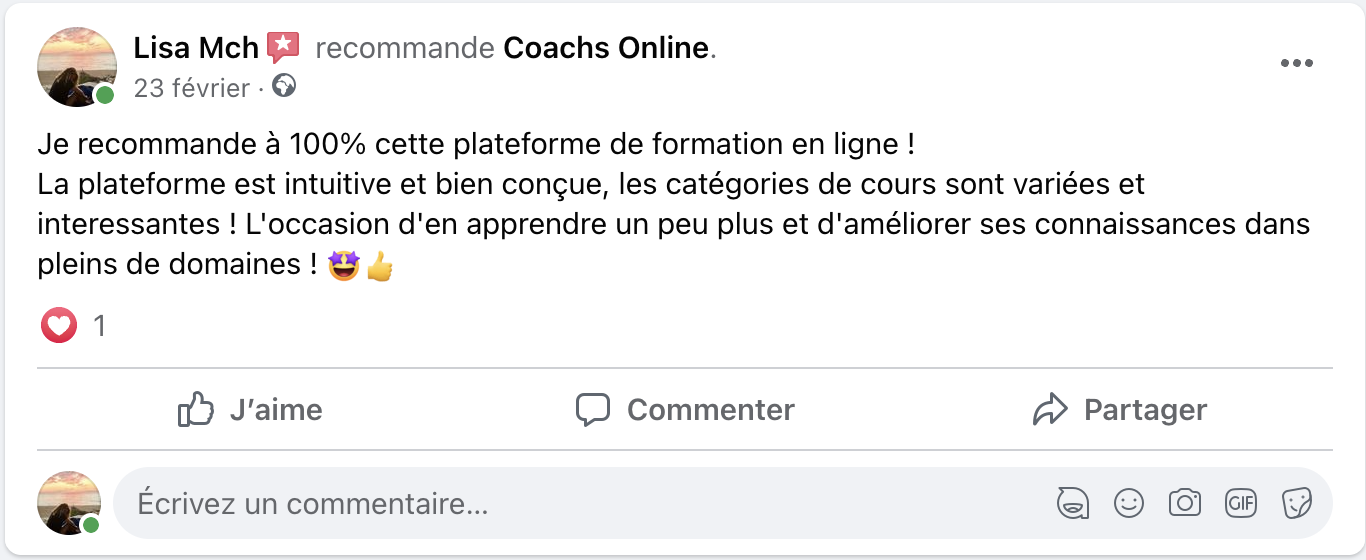 Lisa Mch recommande Coachs Online.
23 février ·
Je recommande à 100% cette plateforme de formation en ligne !
La plateforme est intuitive et bien conçue, les catégories de cours sont variées et
interessantes ! L'occasion d'en apprendre un peu plus et d'améliorer ses connaissances dans
pleins de domaines ! 🤩👍
1
J’aime Commenter Partager
Écrivez un commentaire... GIF